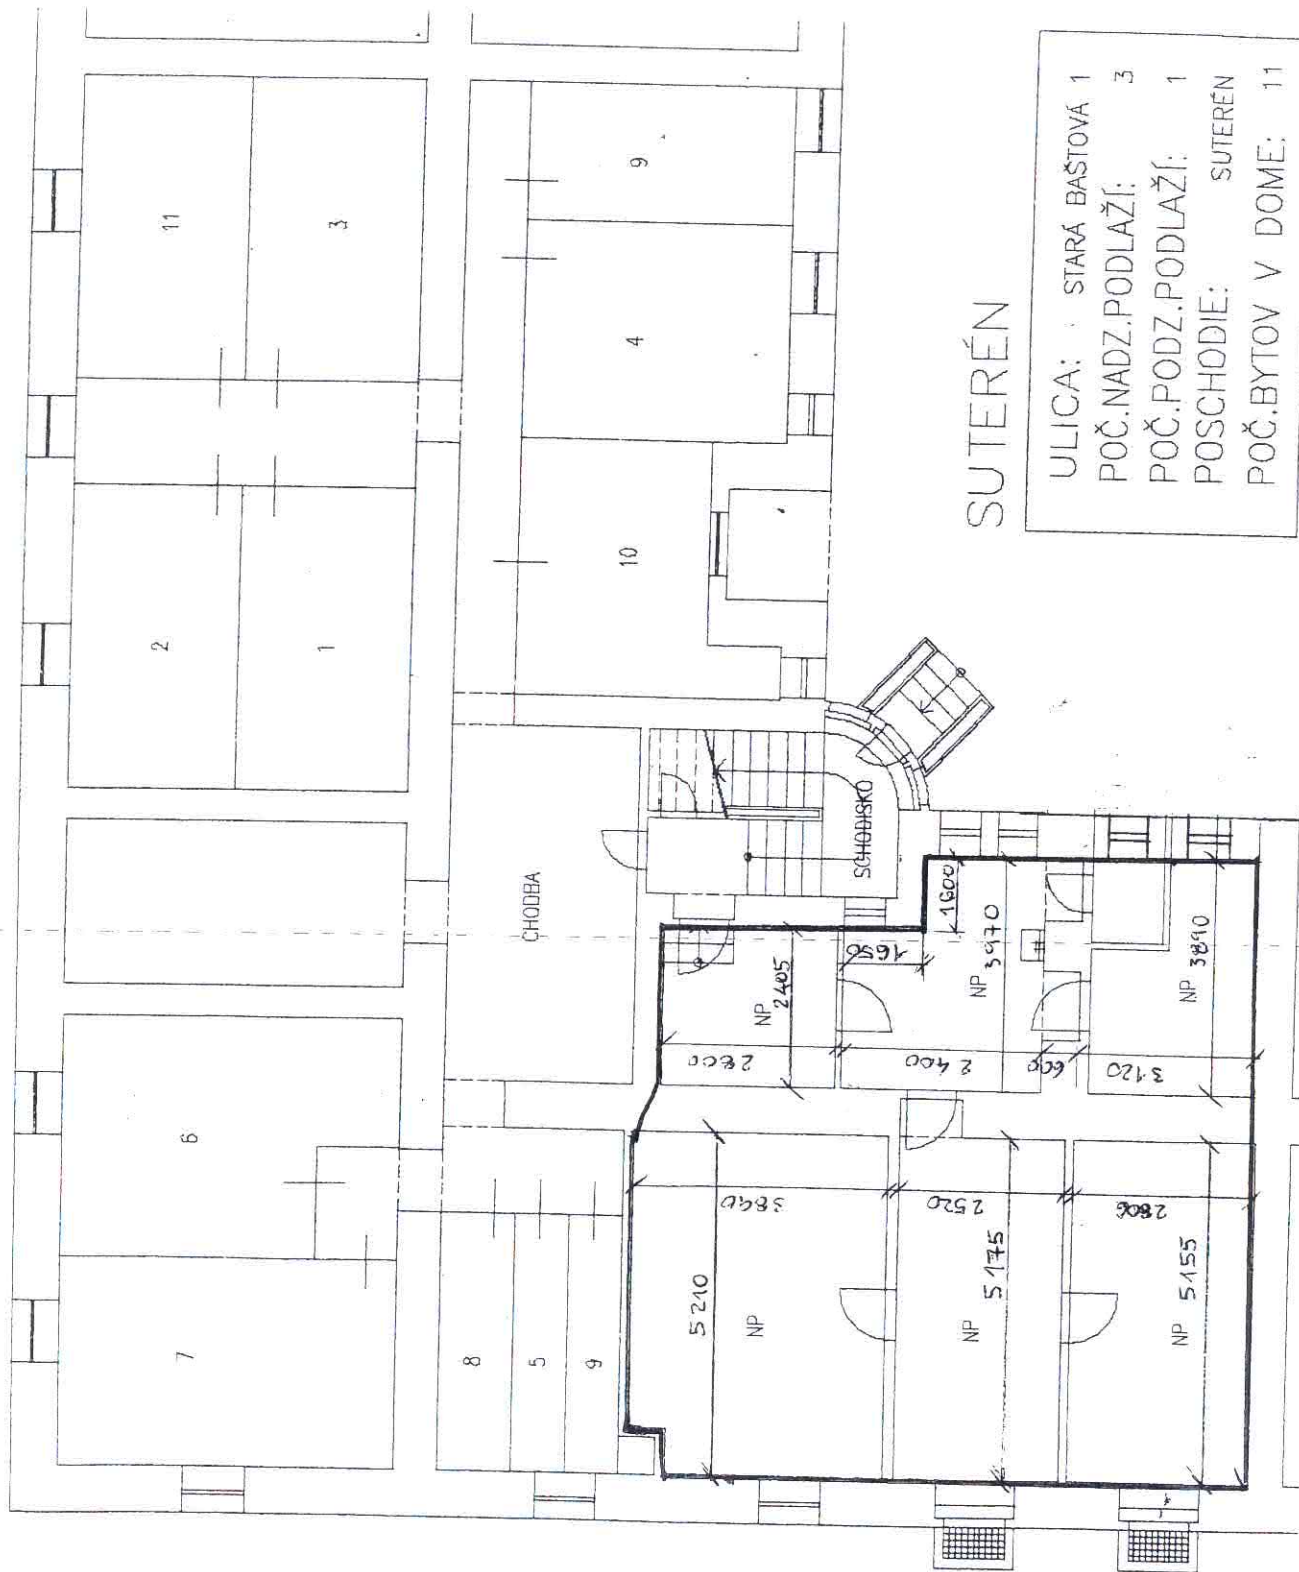 SUTERÉN
ULICA: STARÁ BAŠTOVÁ 1
POČ.NADZ.PODLAŽÍ: 3
POČ.PODZ.PODLAŽÍ: 1
POSCHODIE: SUTERÉN
POČ.BYTOV V DOME: 11
11
3
9
4
2
1
10
CHODBA
SCHODISKO
6
7
8
5
9
NP
2405
2800
1650
1600
NP
3970
2400
600
NP
3890
3120
5210
NP
5175
2520
NP
5155
NP